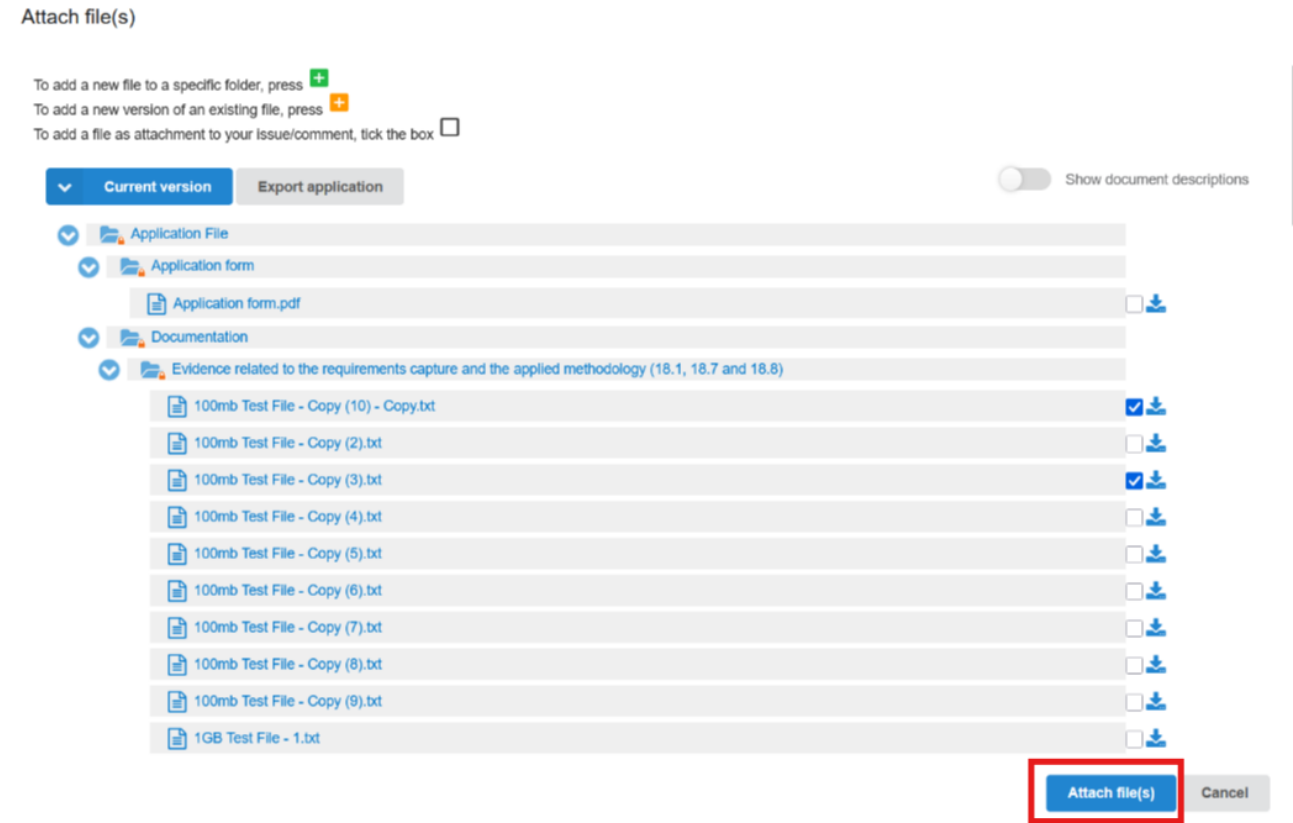 Attach file(s)
To add a new file to a specific folder, press
To add a new version of an existing file, press
To add a file as attachment to your issue/comment, tick the box
Current version Export application Show document descriptions
Application File
Application form
Application form.pdf
Documentation
Evidence related to the requirements capture and the applied methodology (18.1, 18.7 and 18.8)
100mb Test File - Copy (10) - Copy.txt
100mb Test File - Copy (2).txt
100mb Test File - Copy (3).txt
100mb Test File - Copy (4).txt
100mb Test File - Copy (5).txt
100mb Test File - Copy (6).txt
100mb Test File - Copy (7).txt
100mb Test File - Copy (8).txt
100mb Test File - Copy (9).txt
1GB Test File - 1.txt
Attach file(s) Cancel